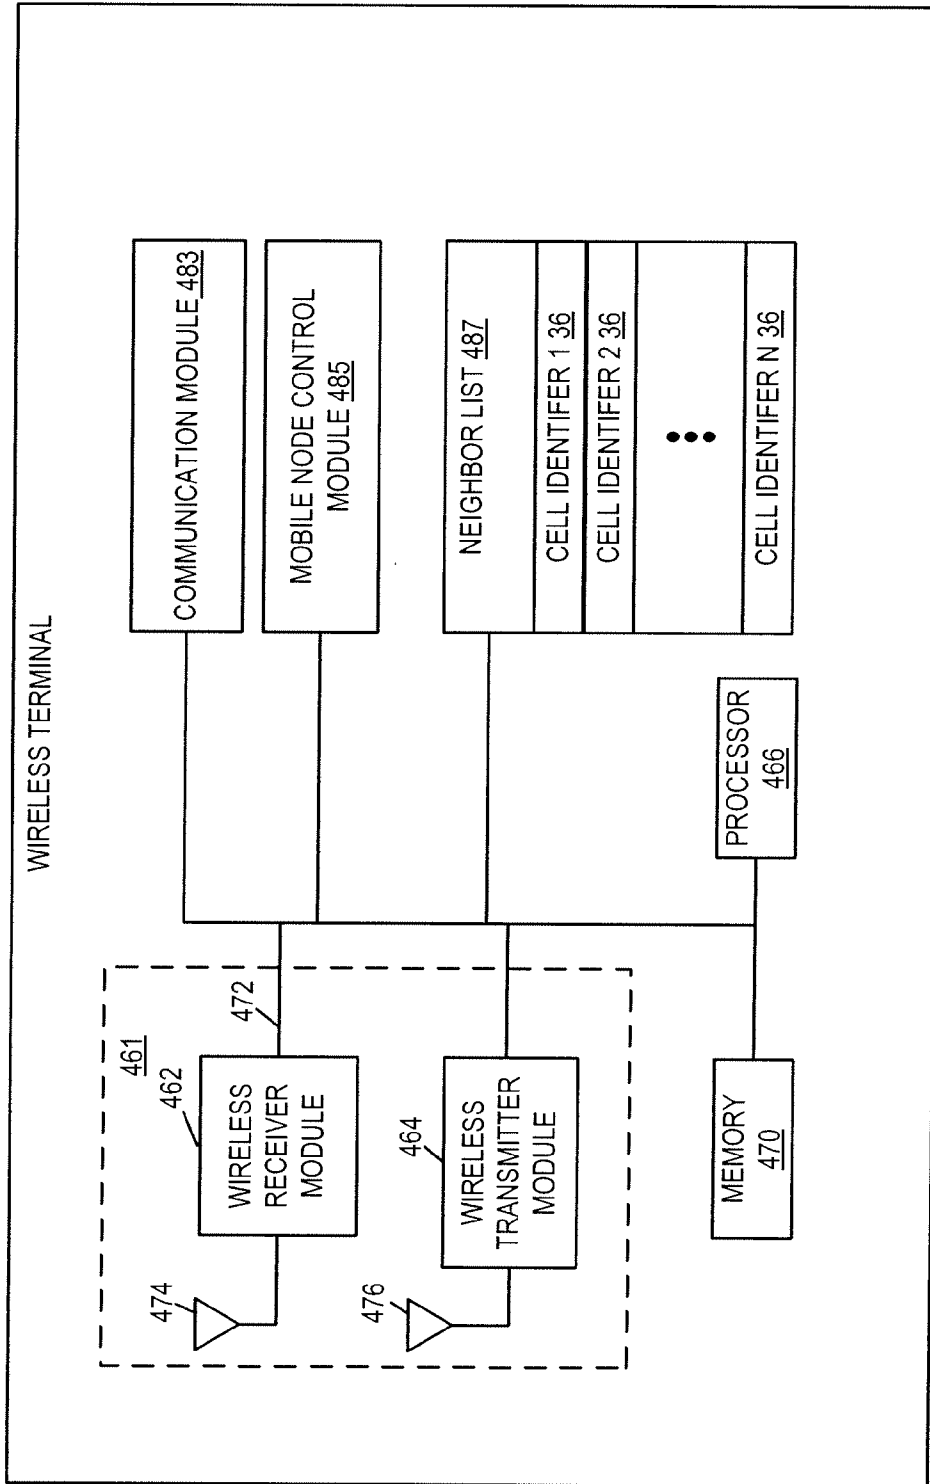 WIRELESS TERMINAL
461
462
474
WIRELESS
RECEIVER
MODULE
472
COMMUNICATION MODULE 483
MOBILE NODE CONTROL
MODULE 485
476
464
WIRELESS
TRANSMITTER
MODULE
NEIGHBOR LIST 487
CELL IDENTIFER 1 36
CELL IDENTIFER 2 36
CELL IDENTIFER N 36
MEMORY
470
PROCESSOR
466